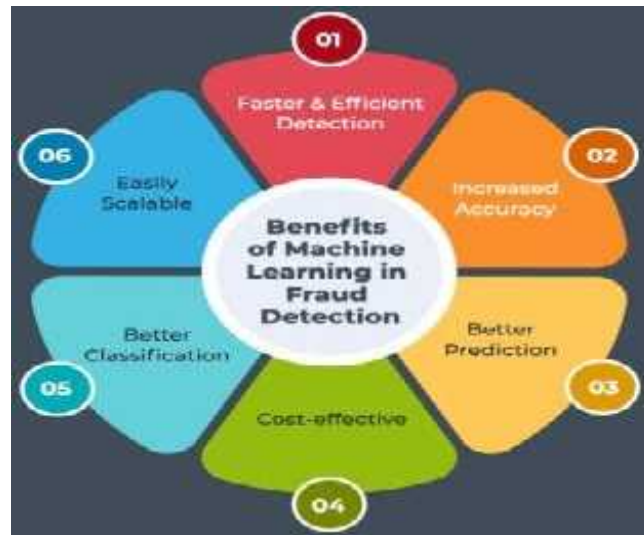 01
Faster & Efficient
Detection
02
Increased
Accuracy
03
Better
Prediction
04
Cost-effective
05
Better
Classification
06
Easily
Scalable
Benefits
of Machine
Learning in
Fraud
Detection